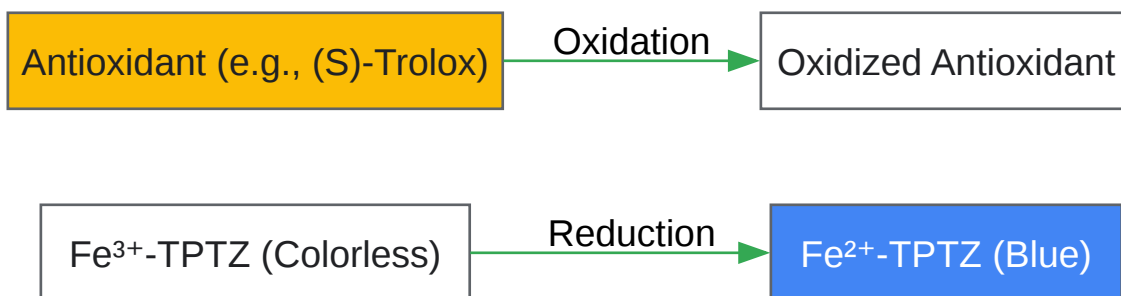 Antioxidant (e.g., (S)-Trolox)
Oxidation
Oxidized Antioxidant
Fe³⁺-TPTZ (Colorless)
Reduction
Fe²⁺-TPTZ (Blue)